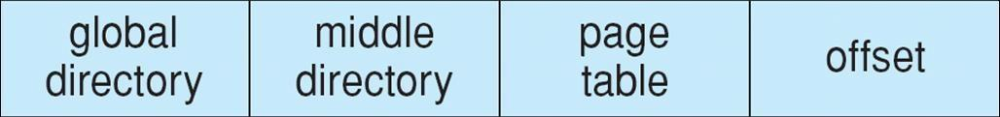 global
directory
middle
directory
page
table
offset